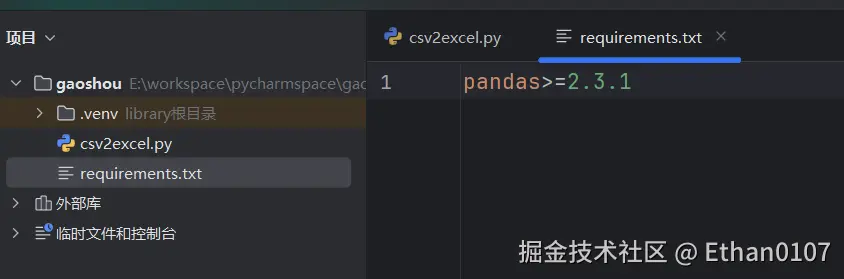 项目
csv2excel.py
requirements.txt
gaoshou E:\workspace\pycharmspace\gao
.venv library根目录
csv2excel.py
requirements.txt
外部库
临时文件和控制台
1 pandas>=2.3.1
掘金技术社区 @ Ethan0107